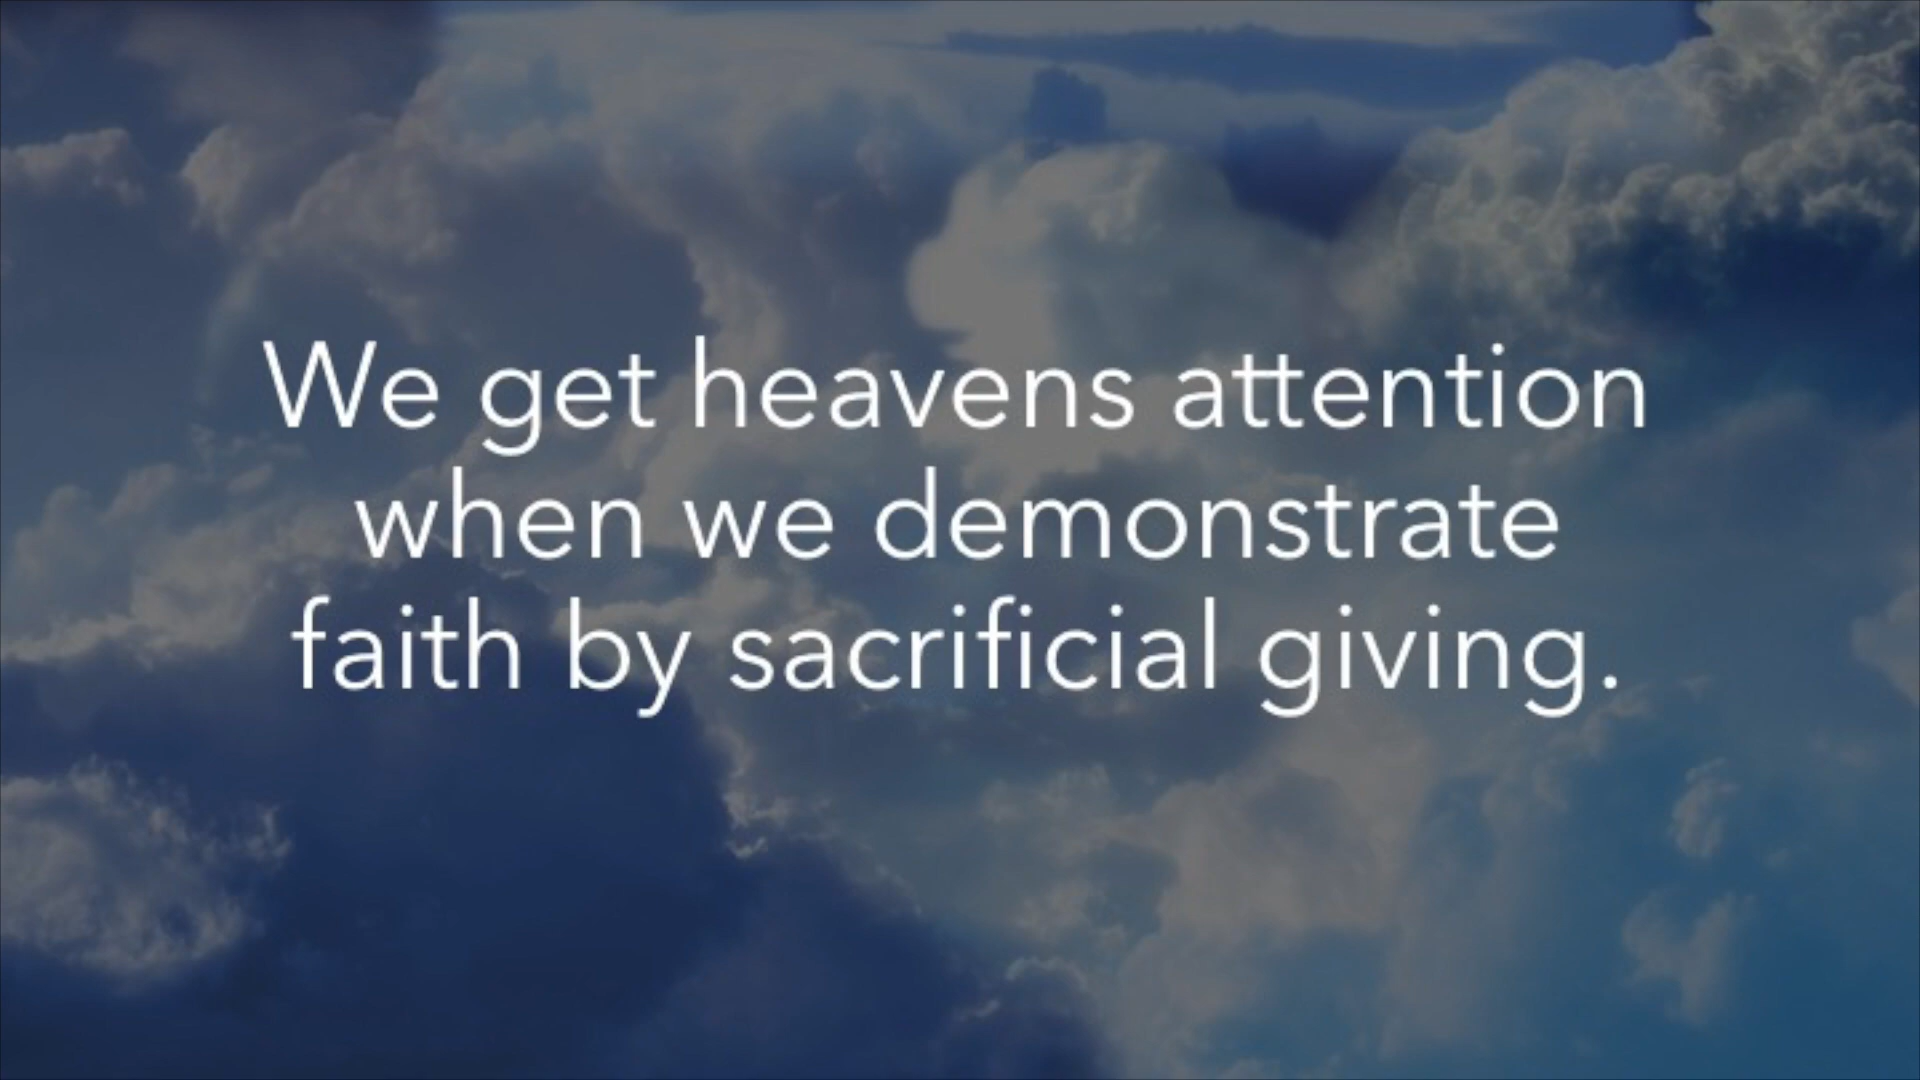 We get heavens attention
when we demonstrate
faith by sacrificial giving.